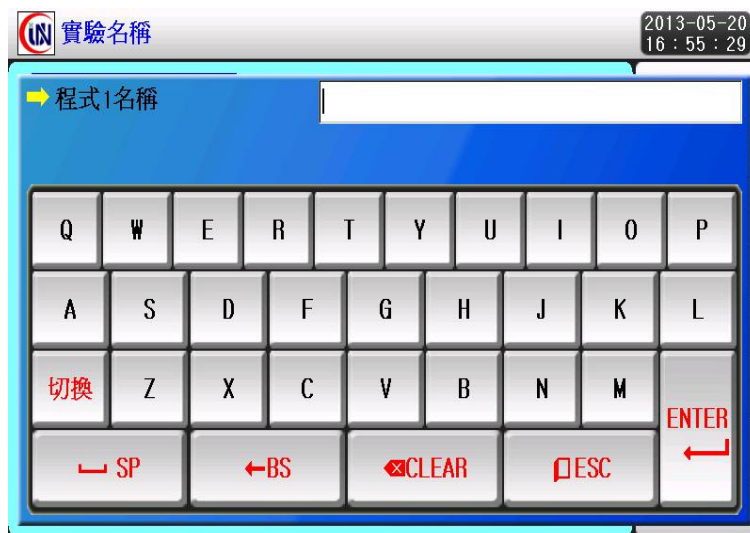 iN 實驗名稱
2013-05-20
16:55:29
程式1名稱
Q W E R T Y U I O P
A S D F G H J K L
切換 Z X C V B N M ENTER
SP ←BS CLEAR ESC